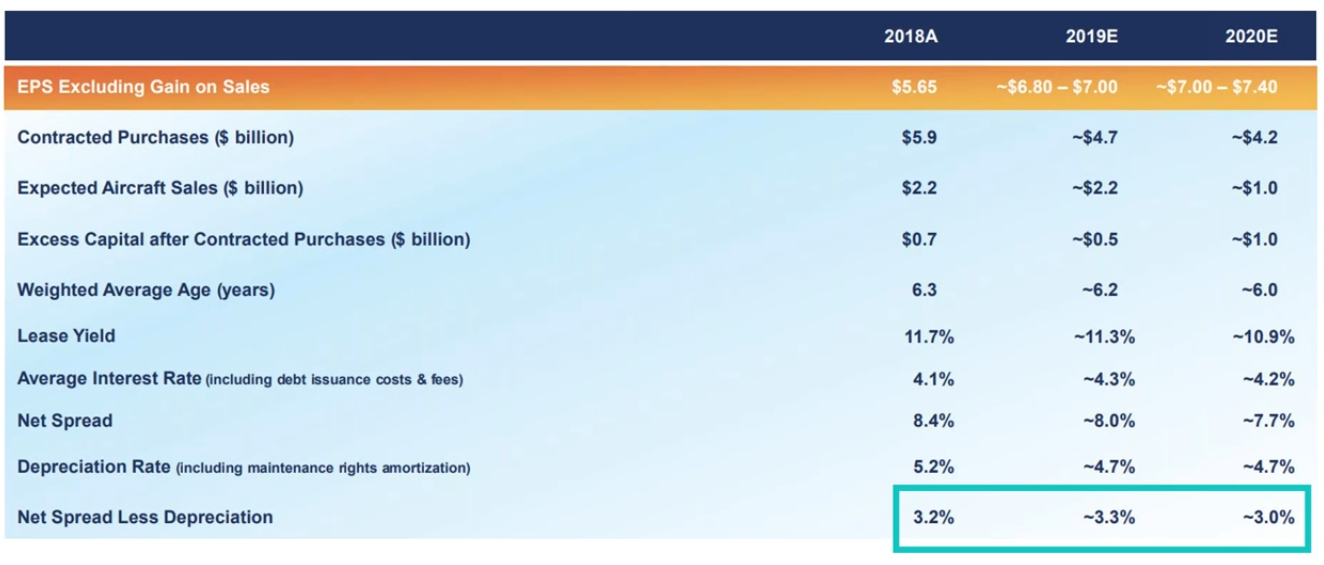 2018A 2019E 2020E
EPS Excluding Gain on Sales $5.65 ~$6.80 – $7.00 ~$7.00 – $7.40
Contracted Purchases ($ billion) $5.9 ~$4.7 ~$4.2
Expected Aircraft Sales ($ billion) $2.2 ~$2.2 ~$1.0
Excess Capital after Contracted Purchases ($ billion) $0.7 ~$0.5 ~$1.0
Weighted Average Age (years) 6.3 ~6.2 ~6.0
Lease Yield 11.7% ~11.3% ~10.9%
Average Interest Rate (including debt issuance costs & fees) 4.1% ~4.3% ~4.2%
Net Spread 8.4% ~8.0% ~7.7%
Depreciation Rate (including maintenance rights amortization) 5.2% ~4.7% ~4.7%
Net Spread Less Depreciation 3.2% ~3.3% ~3.0%